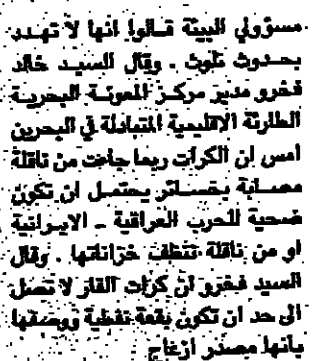 مسؤولي البيئة قالوا انها لا تهدد
بحدوث تلوث . وقال السيد خالد
فخرو مدير مركز المعونة البحرية
الطارئة الاقليمية المتبادلة في البحرين
أمس ان الكرات ربما جاءت من ناقلة
مصابة بخسائر يحتمل ان تكون
ضحية للحرب العراقية - الايرانية
او من ناقلة تنظف خزاناتها . وقال
السيد فخرو ان كرات القار لا تصل
الى حد ان تكون بقعة نفطية ووصفها
بأنها مصدر ازعاج